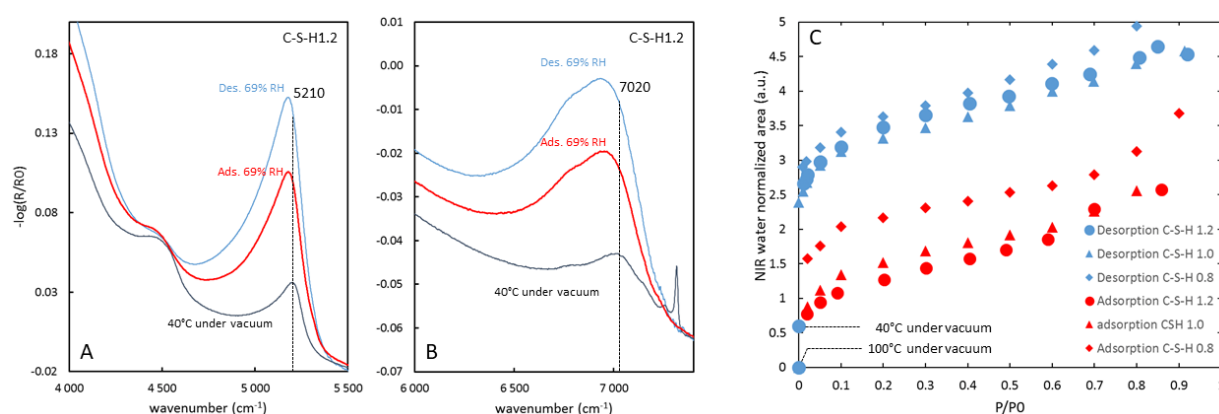 C-S-H1.2
0.18
0.13
0.08
0.03
-0.02
-log(R/R0)
Des. 69% RH
5210
Ads. 69% RH
40°C under vacuum
A
4 000
4 500
5 000
5 500
wavenumber (cm-1)
C-S-H1.2
0.01
0.00
-0.01
-0.02
-0.03
-0.04
-0.05
-0.06
-0.07
Des. 69% RH
7020
Ads. 69% RH
40°C under vacuum
B
6 000
6 500
7 000
wavenumber (cm-1)
C
5
4.5
4
3.5
3
2.5
2
1.5
1
0.5
0
NIR water normalized area (a.u.)
Desorption C-S-H 1.2
Desorption C-S-H 1.0
Desorption C-S-H 0.8
Adsorption C-S-H 1.2
adsorption CSH 1.0
Adsorption C-S-H 0.8
40°C under vacuum
100°C under vacuum
0
0.1
0.2
0.3
0.4
0.5
0.6
0.7
0.8
0.9
1
P/P0